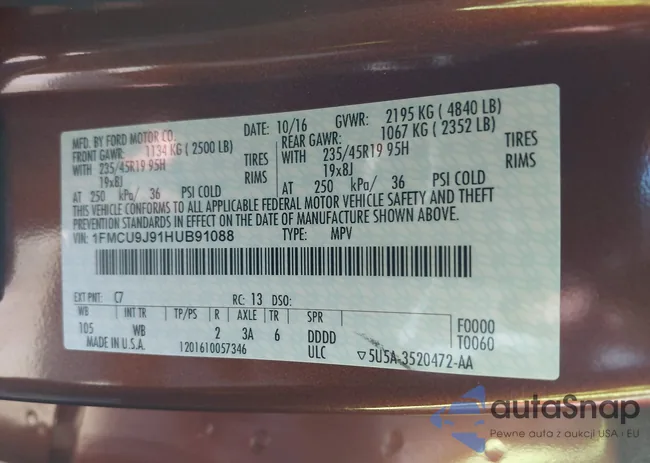 MFD. BY FORD MOTOR CO.
DATE: 10/16 GVWR: 2195 KG ( 4840 LB)
FRONT GAWR: 1134 KG ( 2500 LB) REAR GAWR: 1067 KG ( 2352 LB)
WITH 235/45R19 95H TIRES WITH 235/45R19 95H TIRES
19x8J RIMS 19x8J RIMS
AT 250 kPa/ 36 PSI COLD AT 250 kPa/ 36 PSI COLD
THIS VEHICLE CONFORMS TO ALL APPLICABLE FEDERAL MOTOR VEHICLE SAFETY AND THEFT
PREVENTION STANDARDS IN EFFECT ON THE DATE OF MANUFACTURE SHOWN ABOVE.
VIN: 1FMCU9J91HUB91088 TYPE: MPV
EXT PNT: C7 RC: 13 DSO:
WB INT TR TP/PS R AXLE TR SPR F0000
105 WB 2 3A 6 DDDD T0060
MADE IN U.S.A. 1201610057346 ULC ▽5U5A-3520472-AA
autaSnap
Pewne auta z aukcji USA i EU